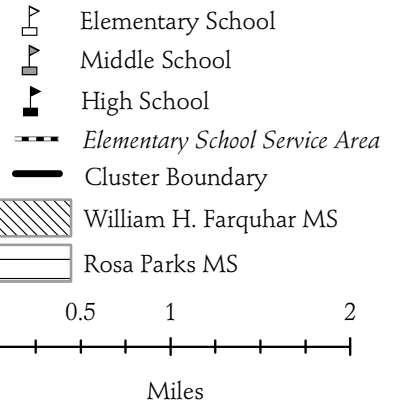 Elementary School
Middle School
High School
Elementary School Service Area
Cluster Boundary
William H. Farquhar MS
Rosa Parks MS
0.5 1 2
Miles